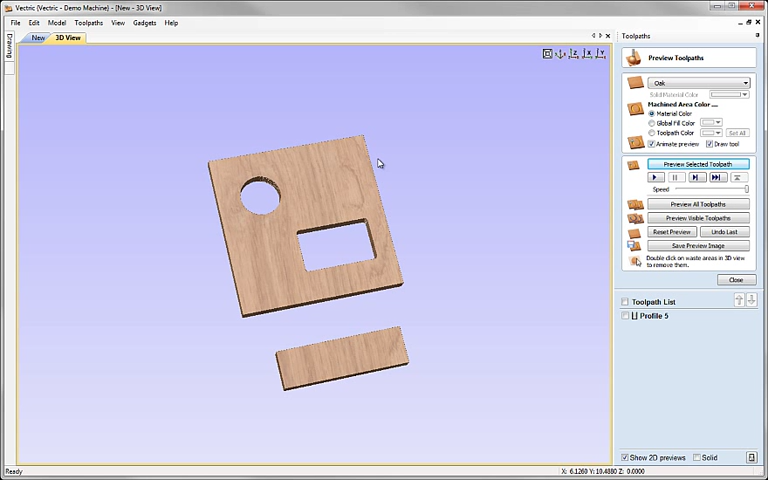 Vectric (Vectric - Demo Machine) - [New - 3D View]
File Edit Model Toolpaths View Gadgets Help
Drawing
New 3D View
Toolpaths
Preview Toolpaths
Oak
Solid Material Color
Machined Area Color ...
Material Color
Global Fill Color
Toolpath Color Set All
Animate preview Draw tool
Preview Selected Toolpath
Speed
Preview All Toolpaths
Preview Visible Toolpaths
Reset Preview Undo Last
Save Preview Image
Double click on waste areas in 3D view
to remove them.
Close
Toolpath List
Profile 5
Show 2D previews Solid
Ready
X: 6.1260 Y:10.4880 Z: 0.0000